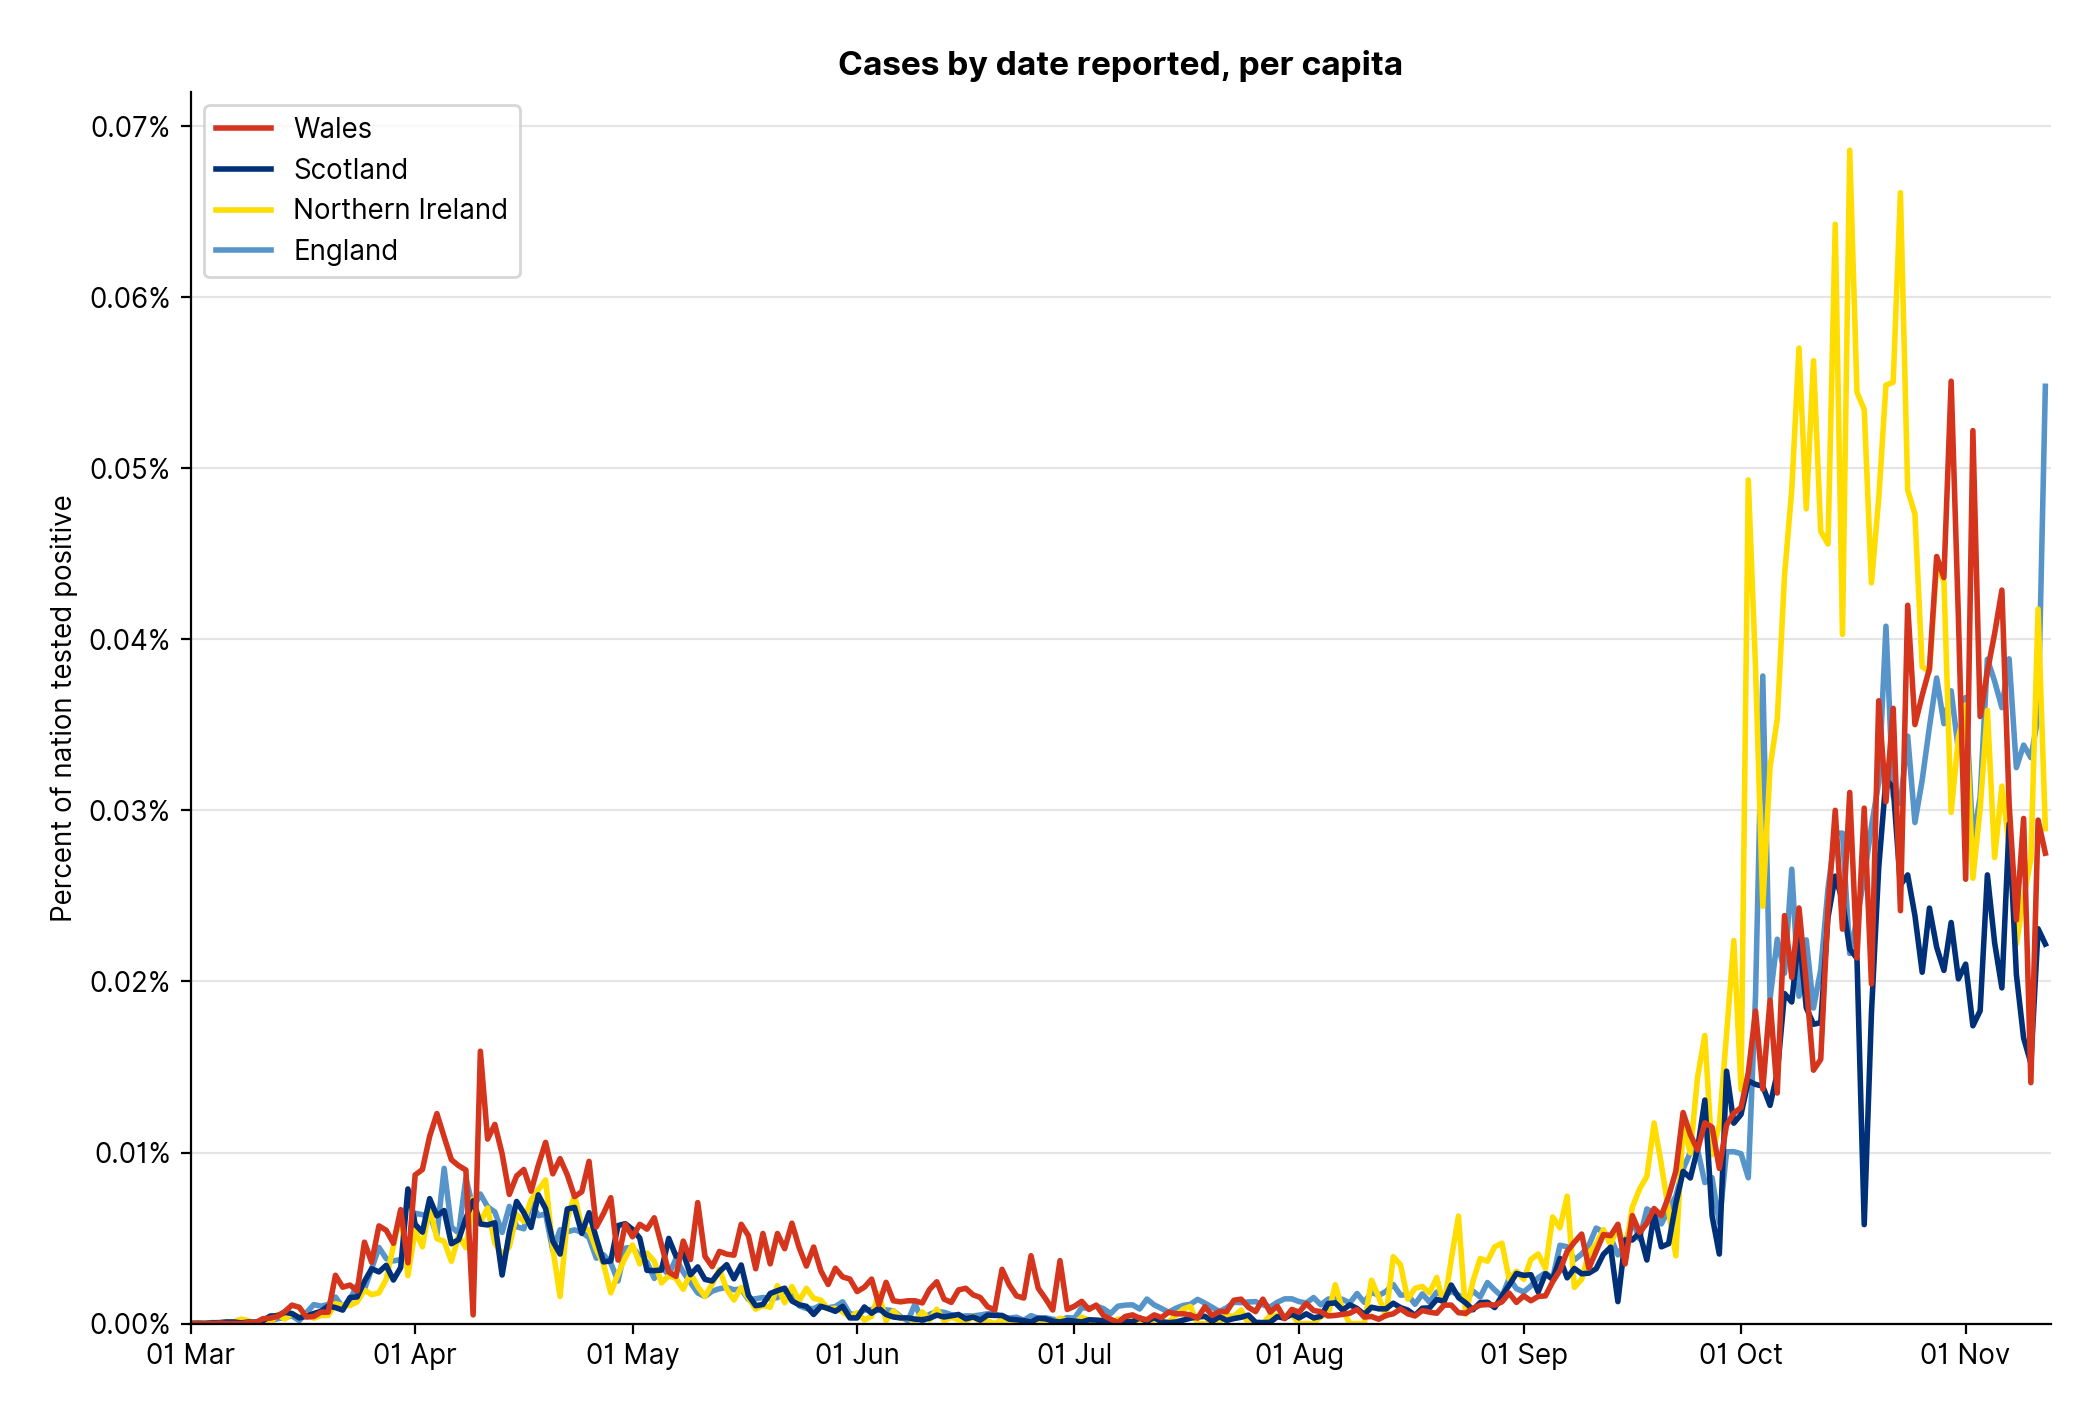 Cases by date reported, per capita
Wales
Scotland
Northern Ireland
England
Percent of nation tested positive
0.07%
0.06%
0.05%
0.04%
0.03%
0.02%
0.01%
0.00%
01 Mar
01 Apr
01 May
01 Jun
01 Jul
01 Aug
01 Sep
01 Oct
01 Nov